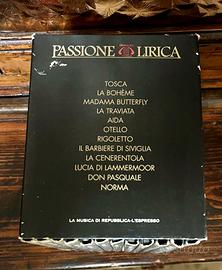 PASSIONE LIRICA
TOSCA
LA BOHÈME
MADAMA BUTTERFLY
LA TRAVIATA
AIDA
OTELLO
RIGOLETTO
IL BARBIERE DI SIVIGLIA
LA CENERENTOLA
LUCIA DI LAMMERMOOR
DON PASQUALE
NORMA
LA MUSICA DI REPUBBLICA-L'ESPRESSO